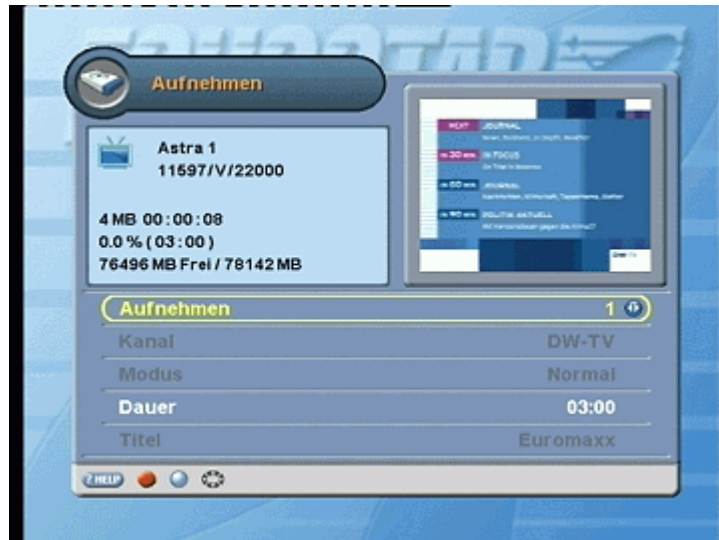 Aufnehmen
Astra 1
11597/V/22000
4 MB 00:00:08
0.0 % (03:00)
76496 MB Frei / 78142 MB
NEXT JOURNAL
in 30 min IN FOCUS
in 60 min JOURNAL
in 90 min POLITIK AKTUELL
Aufnehmen 1
Kanal DW-TV
Modus Normal
Dauer 03:00
Titel Euromaxx
HELP